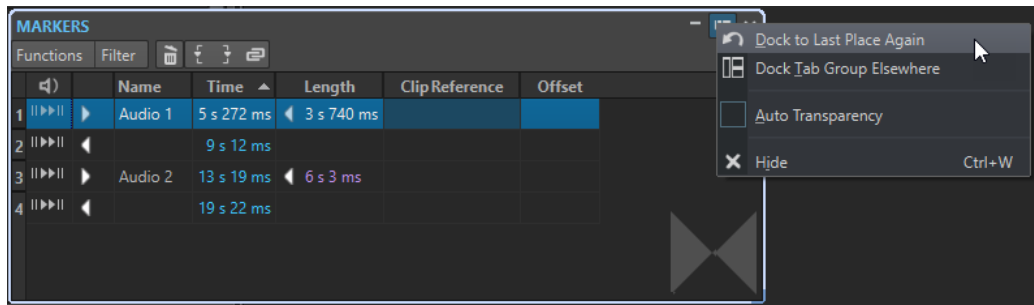 MARKERS
Functions Filter
Name Time Length Clip Reference Offset
1 Audio 1 5 s 272 ms 3 s 740 ms
2 9 s 12 ms
3 Audio 2 13 s 19 ms 6 s 3 ms
4 19 s 22 ms
Dock to Last Place Again
Dock Tab Group Elsewhere
Auto Transparency
Hide Ctrl+W